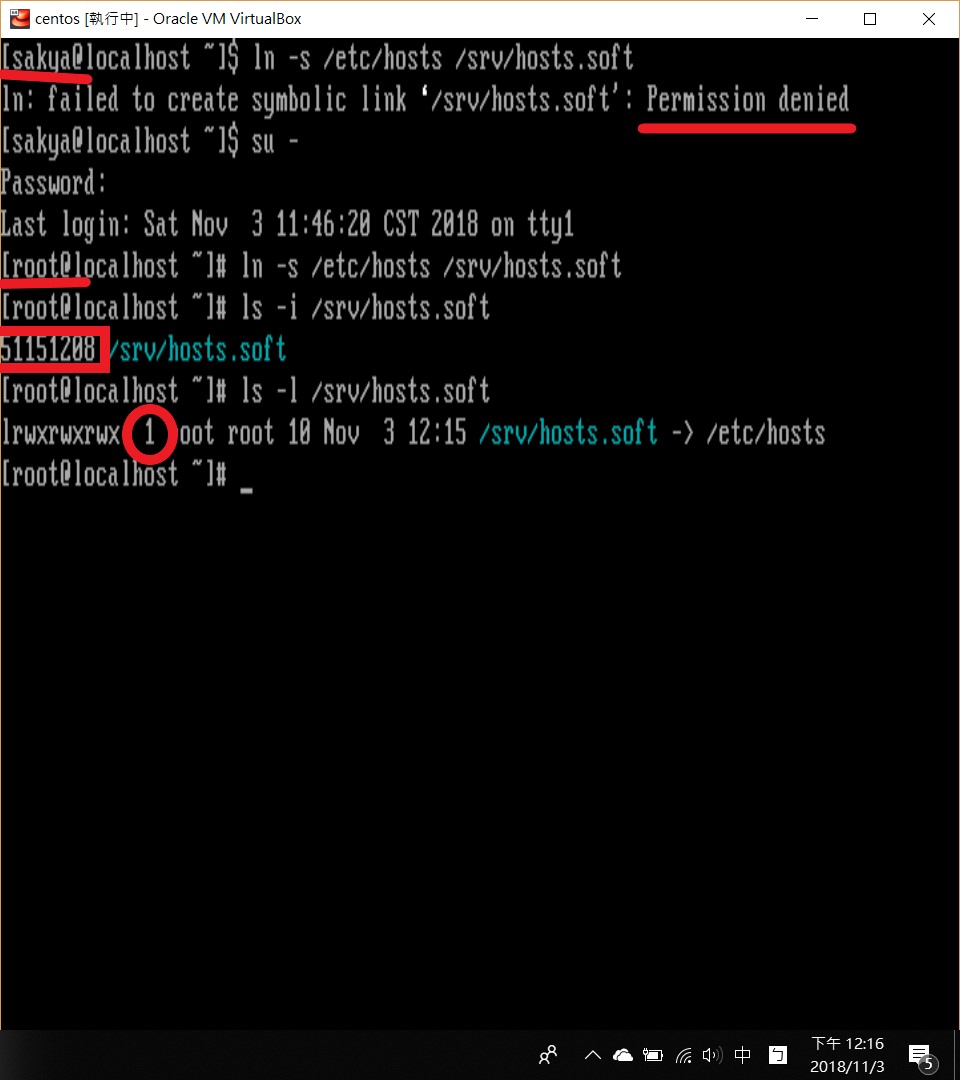 centos [執行中] - Oracle VM VirtualBox
[sakya@localhost ~]$ ln -s /etc/hosts /srv/hosts.soft
ln: failed to create symbolic link ‘/srv/hosts.soft’: Permission denied
[sakya@localhost ~]$ su -
Password:
Last login: Sat Nov  3 11:46:20 CST 2018 on tty1
[root@localhost ~]# ln -s /etc/hosts /srv/hosts.soft
[root@localhost ~]# ls -i /srv/hosts.soft
51151208 /srv/hosts.soft
[root@localhost ~]# ls -l /srv/hosts.soft
lrwxrwxrwx 1 root root 10 Nov  3 12:15 /srv/hosts.soft -> /etc/hosts
[root@localhost ~]# _
中 ㄅ 下午 12:16
2018/11/3
5